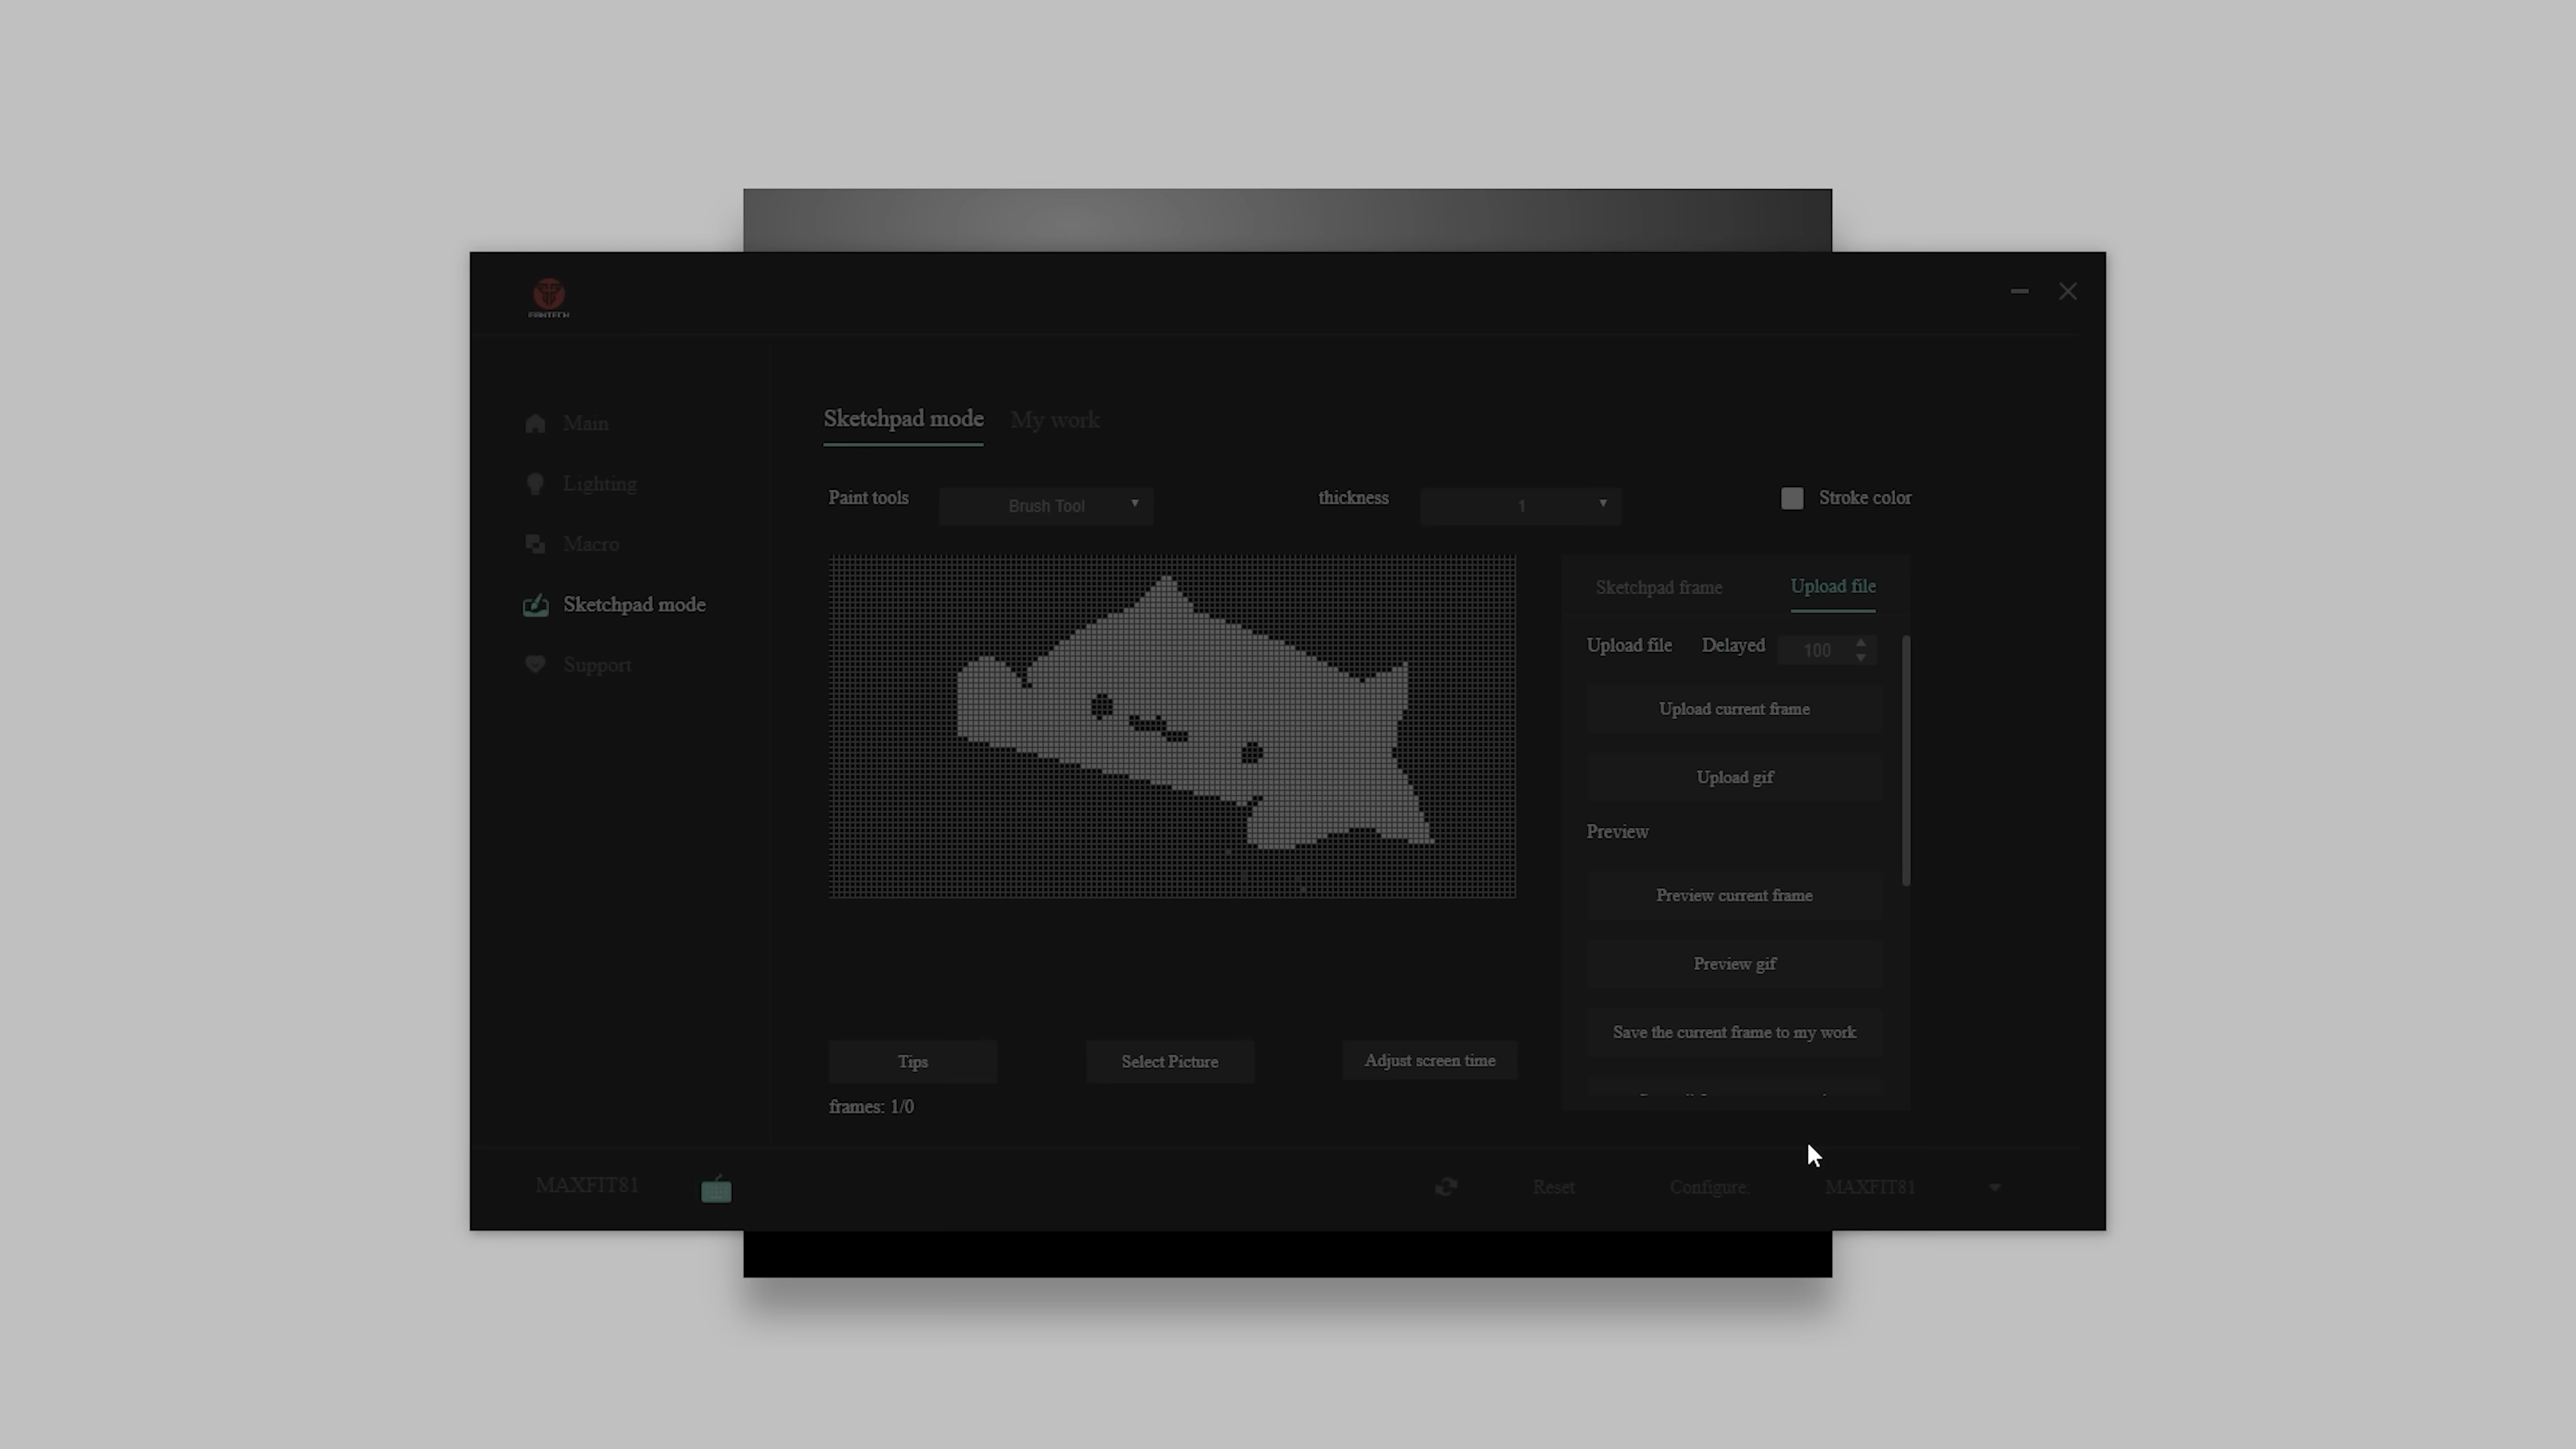 FANTECH
Main
Lighting
Macro
Sketchpad mode
Support
Sketchpad mode
My work
Paint tools
Brush Tool
thickness
1
Stroke color
Sketchpad frame
Upload file
Upload file
Delayed
100
Upload current frame
Upload gif
Preview
Preview current frame
Preview gif
Save the current frame to my work
Tips
Select Picture
Adjust screen time
frames: 1/0
MAXFIT81
Reset
Configure:
MAXFIT81